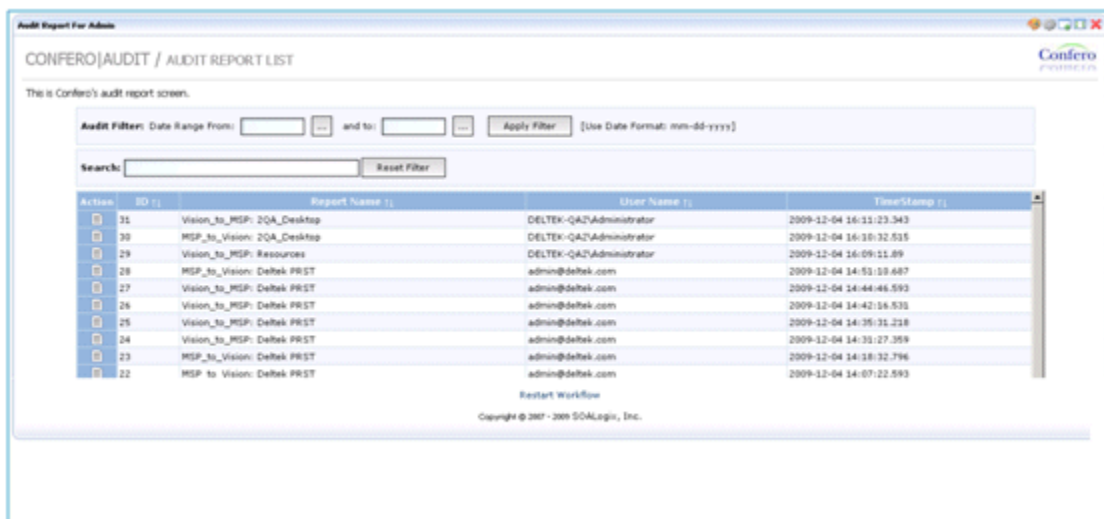 Audit Report For Admin
CONFERO|AUDIT / AUDIT REPORT LIST
Confero
This is Confero's audit report screen.
Audit Filter: Date Range From: ... and to: ... Apply Filter [Use Date Format: mm-dd-yyyy]
Search: Reset Filter
Action ID Report Name User Name TimeStamp
31 Vision_to_MSP: 2QA_Desktop DELTEK-QA2\Administrator 2009-12-04 16:11:23.343
30 MSP_to_Vision: 2QA_Desktop DELTEK-QA2\Administrator 2009-12-04 16:10:32.515
29 Vision_to_MSP: Resources DELTEK-QA2\Administrator 2009-12-04 16:09:11.89
28 MSP_to_Vision: Deltek PRST admin@deltek.com 2009-12-04 14:51:10.687
27 Vision_to_MSP: Deltek PRST admin@deltek.com 2009-12-04 14:44:46.593
26 Vision_to_MSP: Deltek PRST admin@deltek.com 2009-12-04 14:42:16.531
25 Vision_to_MSP: Deltek PRST admin@deltek.com 2009-12-04 14:35:31.218
24 Vision_to_MSP: Deltek PRST admin@deltek.com 2009-12-04 14:31:27.359
23 MSP_to_Vision: Deltek PRST admin@deltek.com 2009-12-04 14:18:32.796
22 MSP to Vision: Deltek PRST admin@deltek.com 2009-12-04 14:07:22.593
Restart Workflow
Copyright @ 2007 - 2009 SOALogix, Inc.